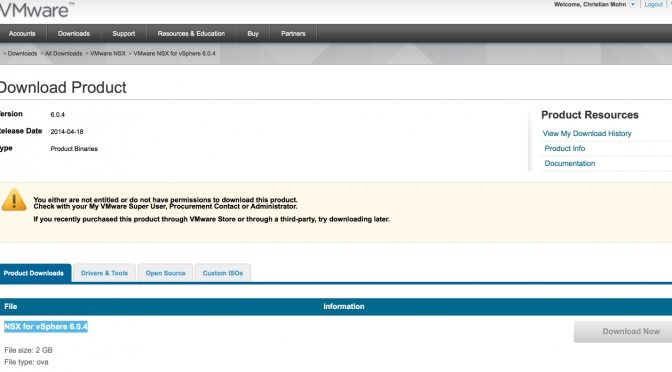 VMware™
Welcome, Christian Mohn | Logout |
Accounts Downloads Support Resources & Education Buy Partners
> Downloads > All Downloads > VMware NSX > VMware NSX for vSphere 6.0.4
Download Product
Version 6.0.4
Release Date 2014-04-18
Type Product Binaries
Product Resources
View My Download History
Product Info
Documentation
You either are not entitled or do not have permissions to download this product.
Check with your My VMware Super User, Procurement Contact or Administrator.
If you recently purchased this product through VMware Store or through a third-party, try downloading later.
Product Downloads Drivers & Tools Open Source Custom ISOs
File Information
NSX for vSphere 6.0.4
Download Now
File size: 2 GB
File type: ova